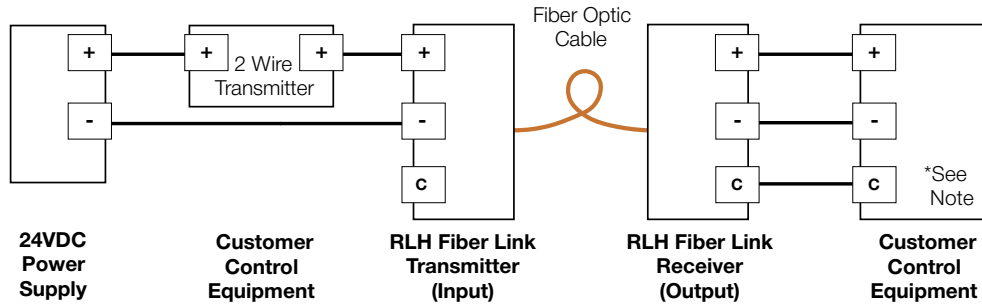 Fiber Optic
Cable
+ + + + + +
2 Wire
Transmitter
- - - -
C C C
*See
Note
24VDC
Power
Supply
Customer
Control
Equipment
RLH Fiber Link
Transmitter
(Input)
RLH Fiber Link
Receiver
(Output)
Customer
Control
Equipment